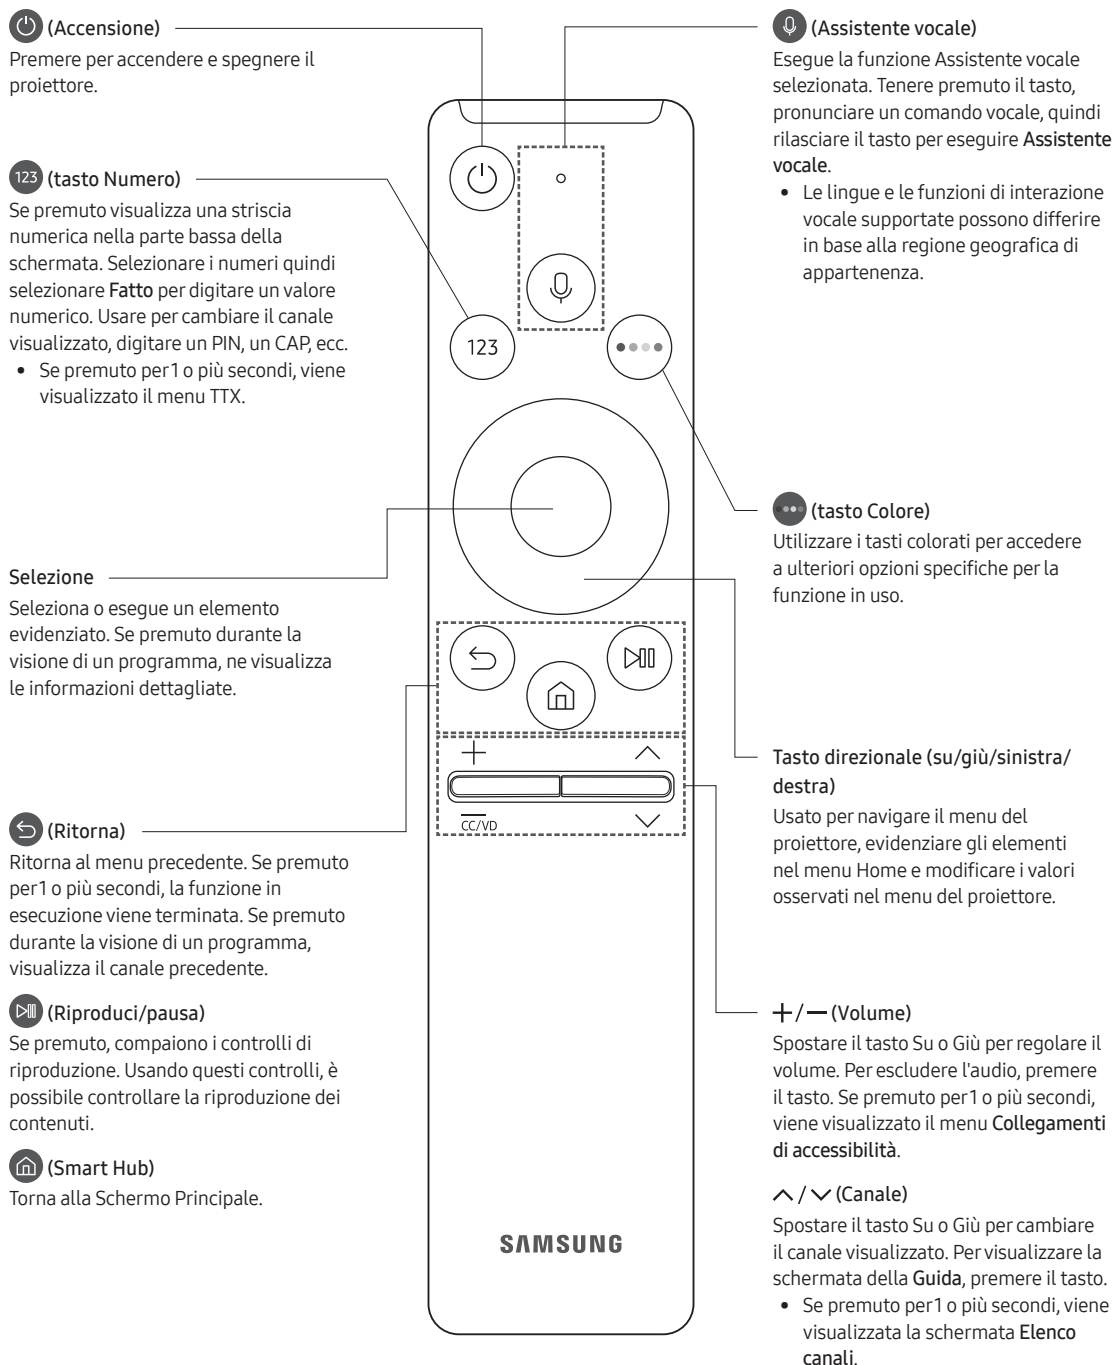 (Accensione)
Premere per accendere e spegnere il
proiettore.
123 (tasto Numero)
Se premuto visualizza una striscia
numerica nella parte bassa della
schermata. Selezionare i numeri quindi
selezionare Fatto per digitare un valore
numerico. Usare per cambiare il canale
visualizzato, digitare un PIN, un CAP, ecc.
• Se premuto per1 o più secondi, viene
visualizzato il menu TTX.
Selezione
Seleziona o esegue un elemento
evidenziato. Se premuto durante la
visione di un programma, ne visualizza
le informazioni dettagliate.
(Ritorna)
Ritorna al menu precedente. Se premuto
per1 o più secondi, la funzione in
esecuzione viene terminata. Se premuto
durante la visione di un programma,
visualizza il canale precedente.
(Riproduci/pausa)
Se premuto, compaiono i controlli di
riproduzione. Usando questi controlli, è
possibile controllare la riproduzione dei
contenuti.
(Smart Hub)
Torna alla Schermo Principale.
123
+
CC/VD
SAMSUNG
(Assistente vocale)
Esegue la funzione Assistente vocale
selezionata. Tenere premuto il tasto,
pronunciare un comando vocale, quindi
rilasciare il tasto per eseguire Assistente
vocale.
• Le lingue e le funzioni di interazione
vocale supportate possono differire
in base alla regione geografica di
appartenenza.
(tasto Colore)
Utilizzare i tasti colorati per accedere
a ulteriori opzioni specifiche per la
funzione in uso.
Tasto direzionale (su/giù/sinistra/
destra)
Usato per navigare il menu del
proiettore, evidenziare gli elementi
nel menu Home e modificare i valori
osservati nel menu del proiettore.
+/— (Volume)
Spostare il tasto Su o Giù per regolare il
volume. Per escludere l'audio, premere
il tasto. Se premuto per1 o più secondi,
viene visualizzato il menu Collegamenti
di accessibilità.
/ (Canale)
Spostare il tasto Su o Giù per cambiare
il canale visualizzato. Per visualizzare la
schermata della Guida, premere il tasto.
• Se premuto per1 o più secondi, viene
visualizzata la schermata Elenco
canali.